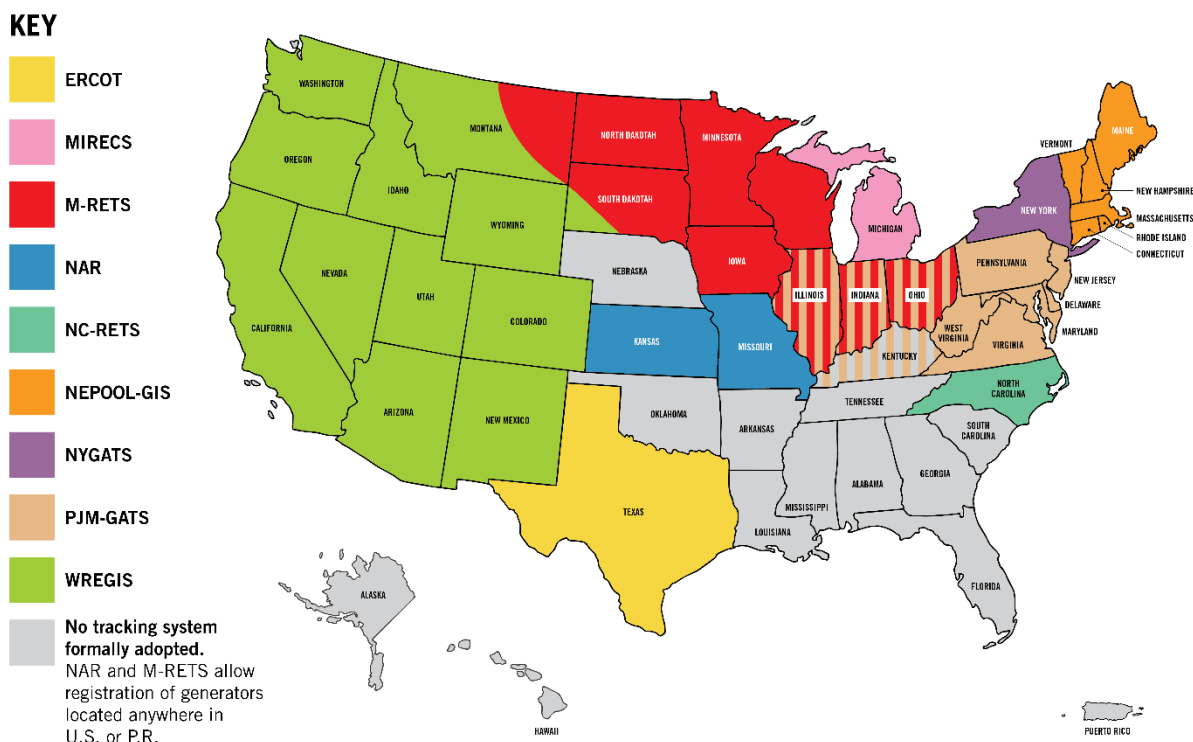 KEY
ERCOT
MIRECS
M-RETS
NAR
NC-RETS
NEPOOL-GIS
NYGATS
PJM-GATS
WREGIS
No tracking system
formally adopted.
NAR and M-RETS allow
registration of generators
located anywhere in
U.S. or P.R.
WASHINGTON
OREGON
IDAHO
MONTANA
WYOMING
NEVADA
UTAH
COLORADO
CALIFORNIA
ARIZONA
NEW MEXICO
NORTH DAKOTAH
SOUTH DAKOTAH
MINNESOTA
IOWA
NEBRASKA
KANSAS
MISSOURI
OKLAHOMA
ARKANSAS
TEXAS
LOUISIANA
MISSISSIPPI
ALABAMA
GEORGIA
FLORIDA
TENNESSEE
SOUTH
CAROLINA
NORTH
CAROLINA
KENTUCKY
WEST
VIRGINIA
VIRGINIA
ILLINOIS
INDIANA
OHIO
MICHIGAN
PENNSYLVANIA
NEW YORK
VERMONT
MAINE
NEW HAMPSHIRE
MASSACHUSETTS
RHODE ISLAND
CONNECTICUT
NEW JERSEY
DELAWARE
MARYLAND
ALASKA
HAWAII
PUERTO RICO